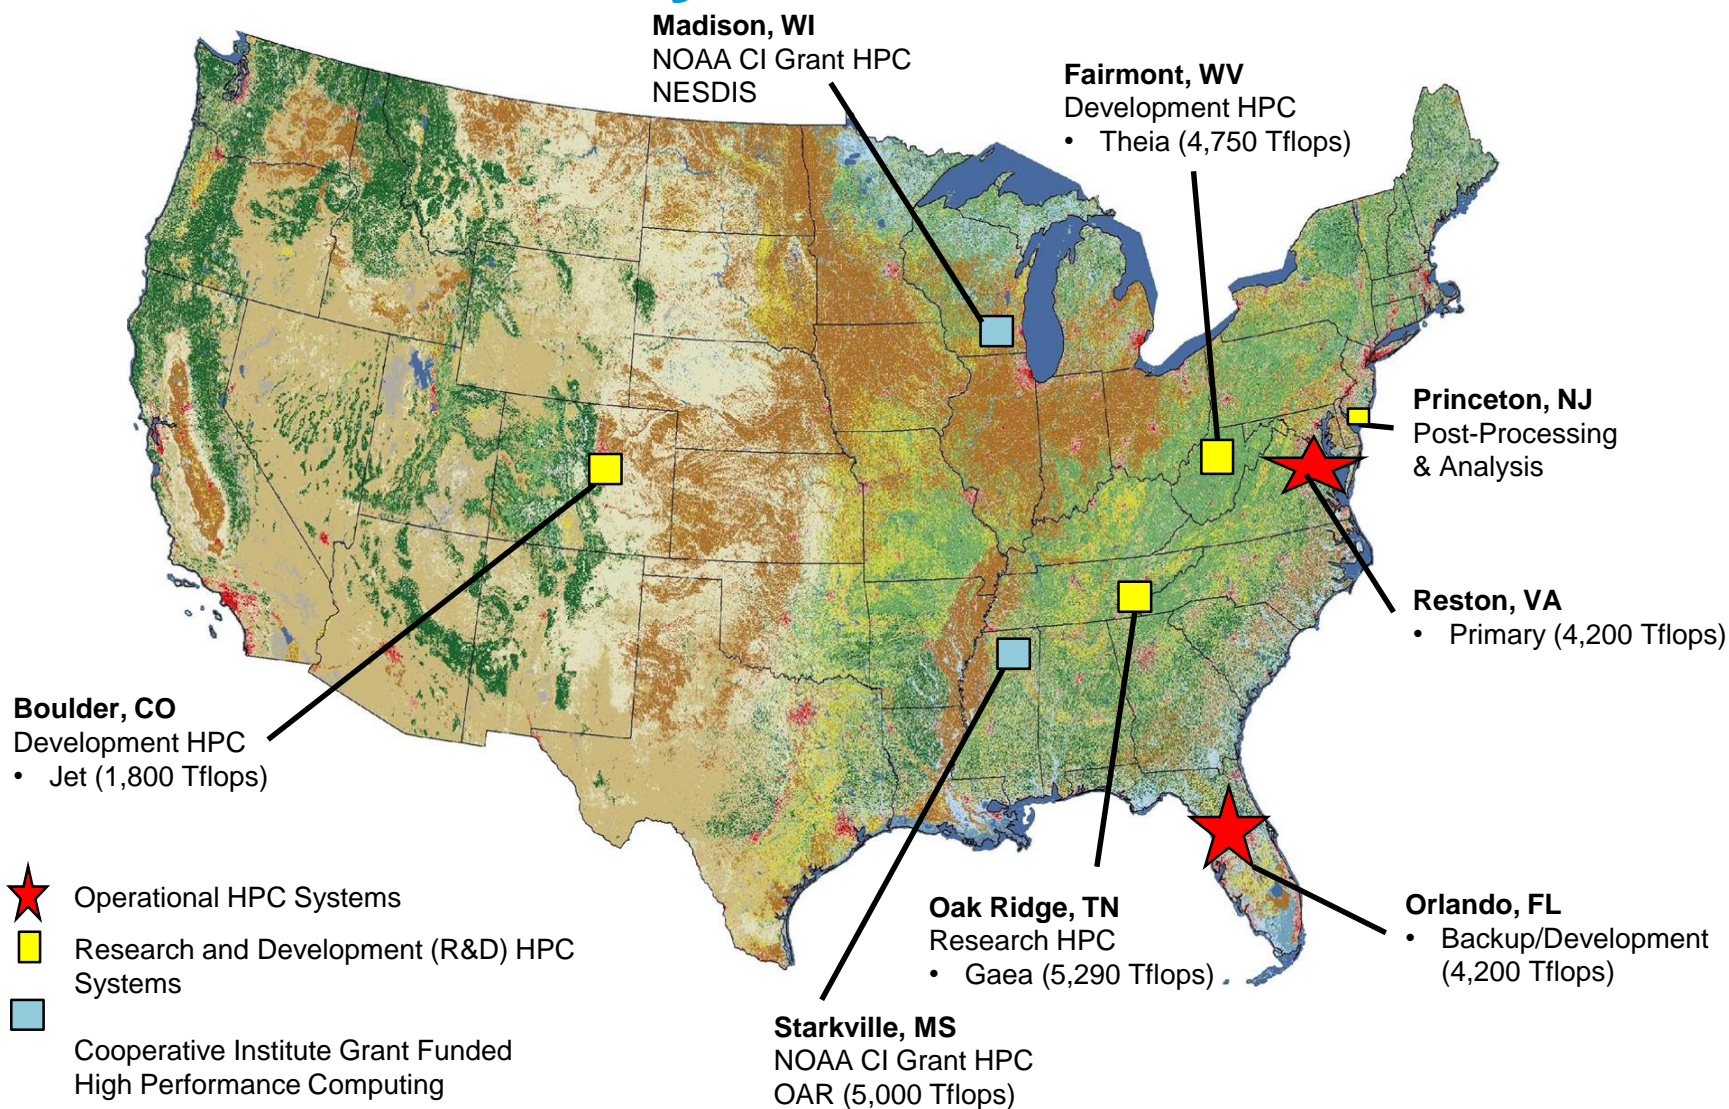 Madison, WI
NOAA CI Grant HPC
NESDIS
Fairmont, WV
Development HPC
• Theia (4,750 Tflops)
Princeton, NJ
Post-Processing
& Analysis
Reston, VA
• Primary (4,200 Tflops)
Boulder, CO
Development HPC
• Jet (1,800 Tflops)
Operational HPC Systems
Research and Development (R&D) HPC
Systems
Cooperative Institute Grant Funded
High Performance Computing
Oak Ridge, TN
Research HPC
• Gaea (5,290 Tflops)
Starkville, MS
NOAA CI Grant HPC
OAR (5,000 Tflops)
Orlando, FL
• Backup/Development
(4,200 Tflops)